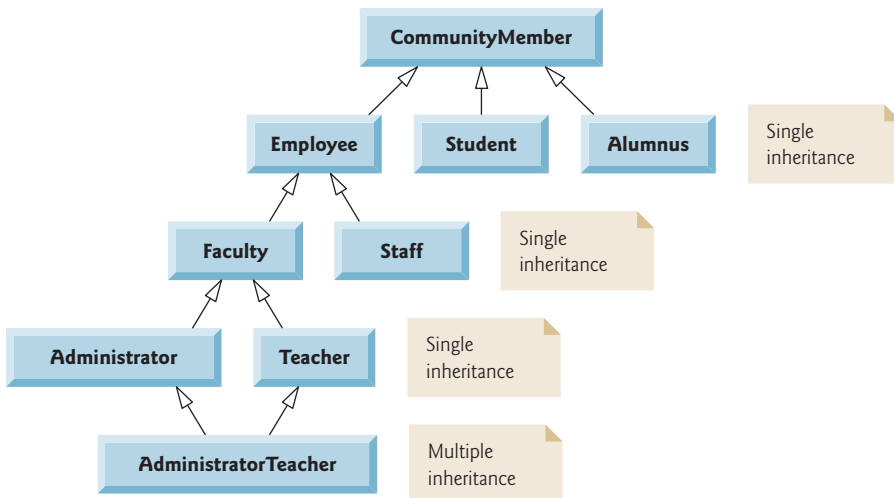 CommunityMember
Employee
Student
Alumnus
Single
inheritance
Faculty
Staff
Single
inheritance
Administrator
Teacher
Single
inheritance
AdministratorTeacher
Multiple
inheritance